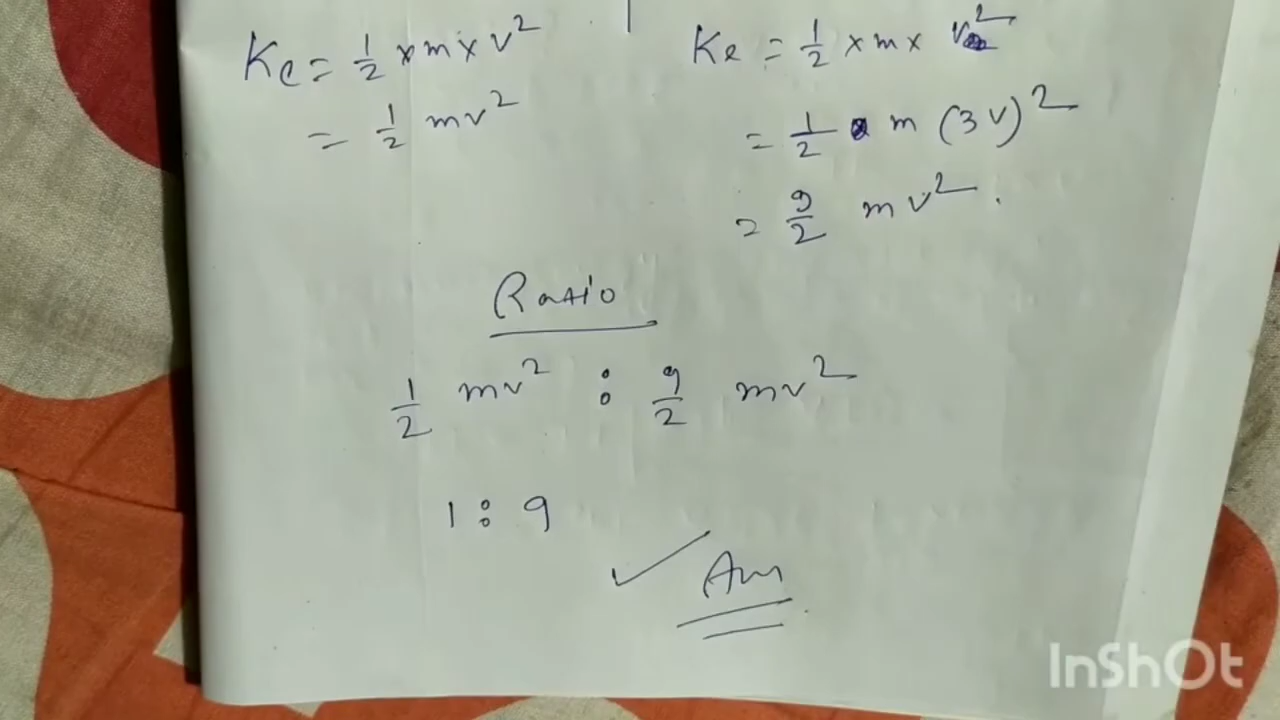 Ke = 1/2 × m × v²
= 1/2 mv²
Ke = 1/2 × m × v²
= 1/2 m (3v)²
= 9/2 mv².
Ratio
1/2 mv² : 9/2 mv²
1 : 9
✓ Ans
InShOt